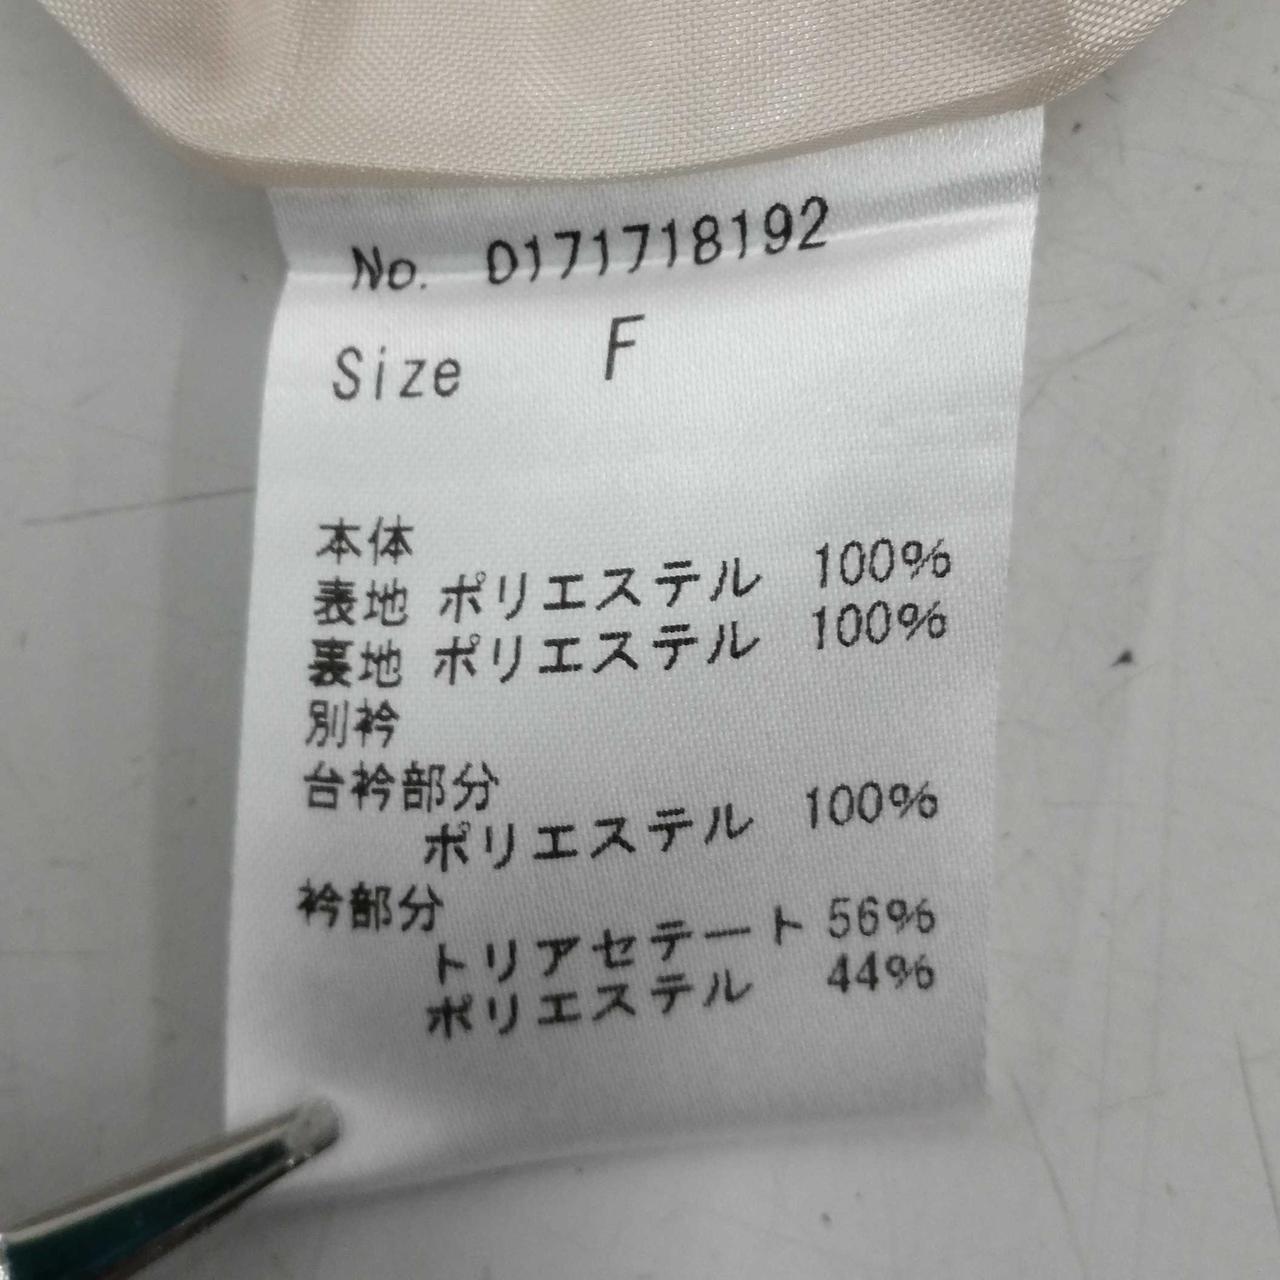 No. 0171718192
Size F
本体
表地 ポリエステル 100%
裏地 ポリエステル 100%
別衿
台衿部分
ポリエステル 100%
衿部分
トリアセテート 56%
ポリエステル 44%